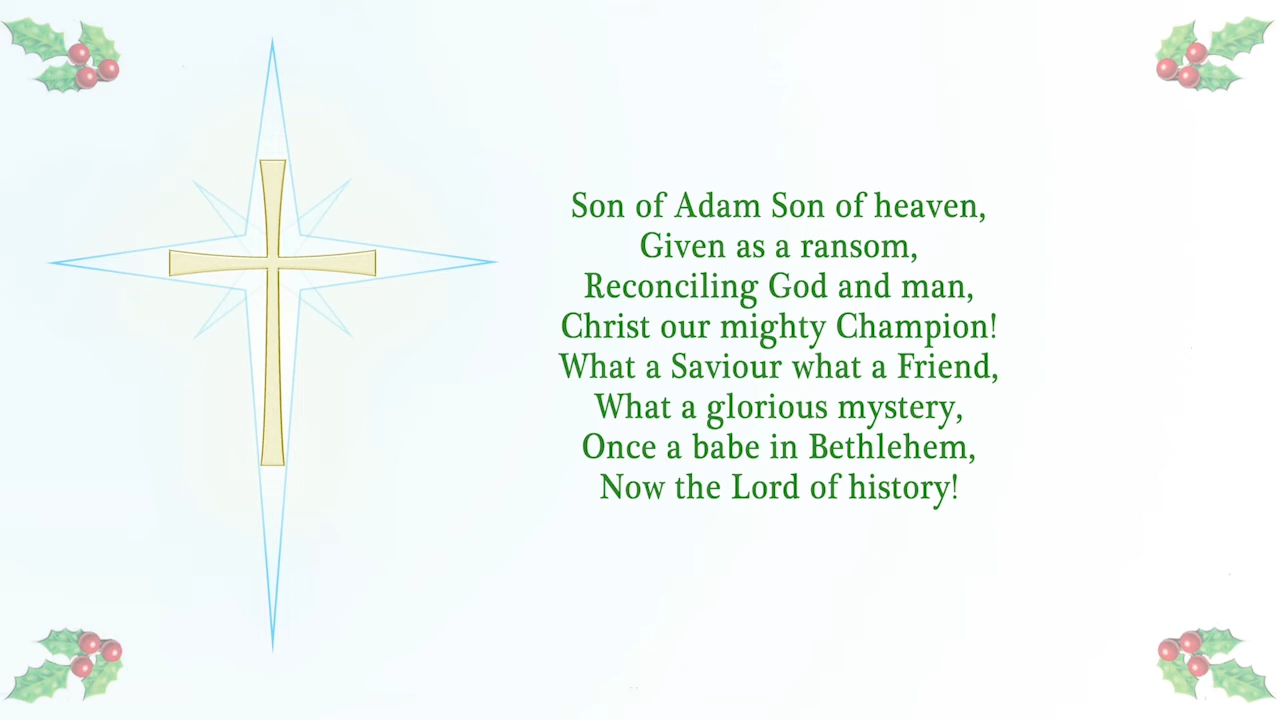 Son of Adam Son of heaven,
Given as a ransom,
Reconciling God and man,
Christ our mighty Champion!
What a Saviour what a Friend,
What a glorious mystery,
Once a babe in Bethlehem,
Now the Lord of history!